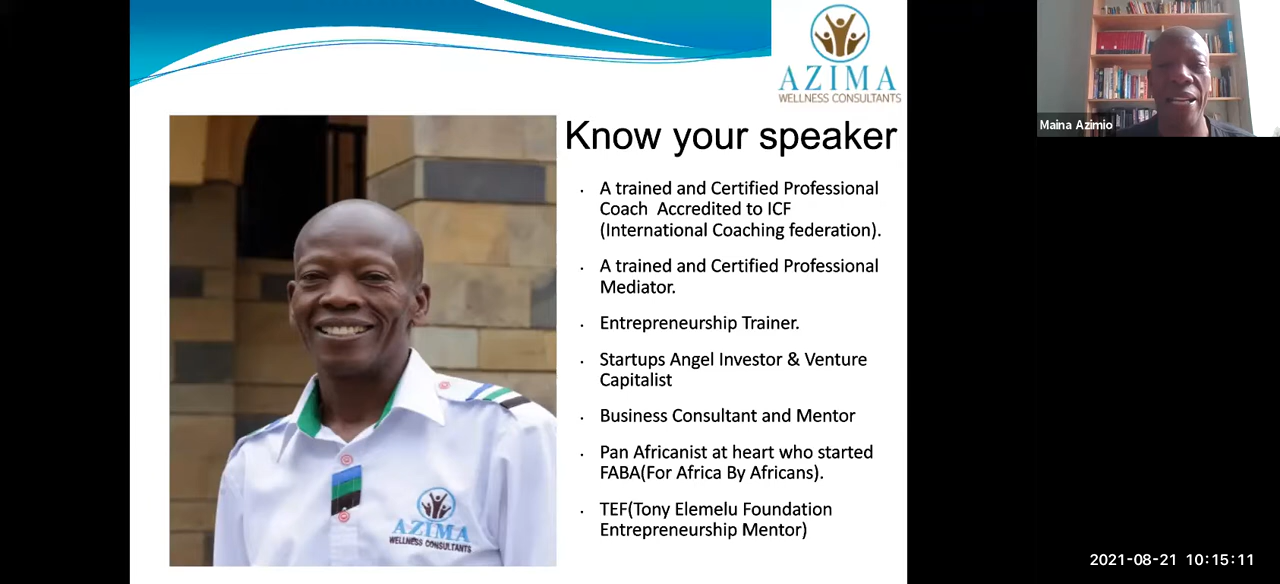 AZIMA
WELLNESS CONSULTANTS
Know your speaker
• A trained and Certified Professional
Coach Accredited to ICF
(International Coaching federation).
• A trained and Certified Professional
Mediator.
• Entrepreneurship Trainer.
• Startups Angel Investor & Venture
Capitalist
• Business Consultant and Mentor
• Pan Africanist at heart who started
FABA(For Africa By Africans).
• TEF(Tony Elemelu Foundation
Entrepreneurship Mentor)
AZIMA
WELLNESS CONSULTANTS
Maina Azimio
2021-08-21 10:15:11